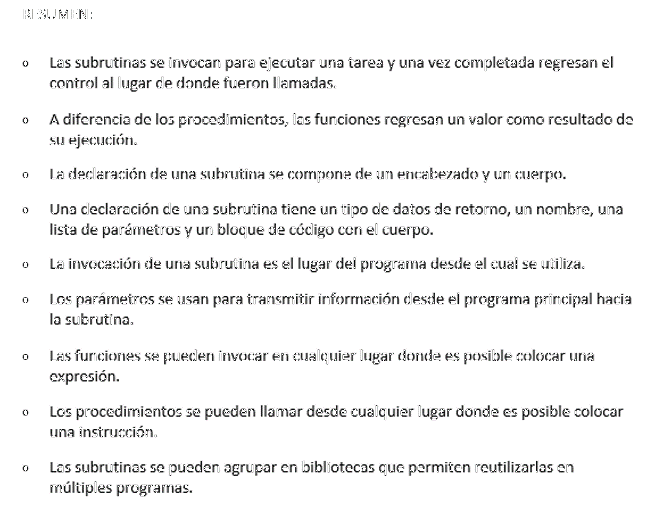 RESUMEN:
o Las subrutinas se invocan para ejecutar una tarea y una vez completada regresan el
control al lugar de donde fueron llamadas.
o A diferencia de los procedimientos, las funciones regresan un valor como resultado de
su ejecución.
o La declaración de una subrutina se compone de un encabezado y un cuerpo.
o Una declaración de una subrutina tiene un tipo de datos de retorno, un nombre, una
lista de parámetros y un bloque de código con el cuerpo.
o La invocación de una subrutina es el lugar del programa desde el cual se utiliza.
o Los parámetros se usan para transmitir información desde el programa principal hacia
la subrutina.
o Las funciones se pueden invocar en cualquier lugar donde es posible colocar una
expresión.
o Los procedimientos se pueden llamar desde cualquier lugar donde es posible colocar
una instrucción.
o Las subrutinas se pueden agrupar en bibliotecas que permiten reutilizarlas en
múltiples programas.